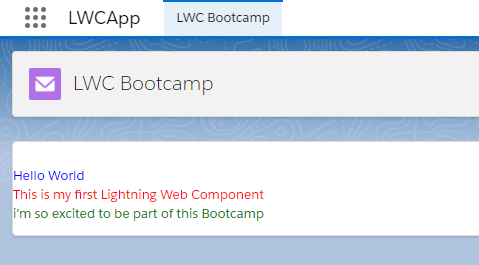 LWCApp LWC Bootcamp
LWC Bootcamp
Hello World
This is my first Lightning Web Component
i'm so excited to be part of this Bootcamp